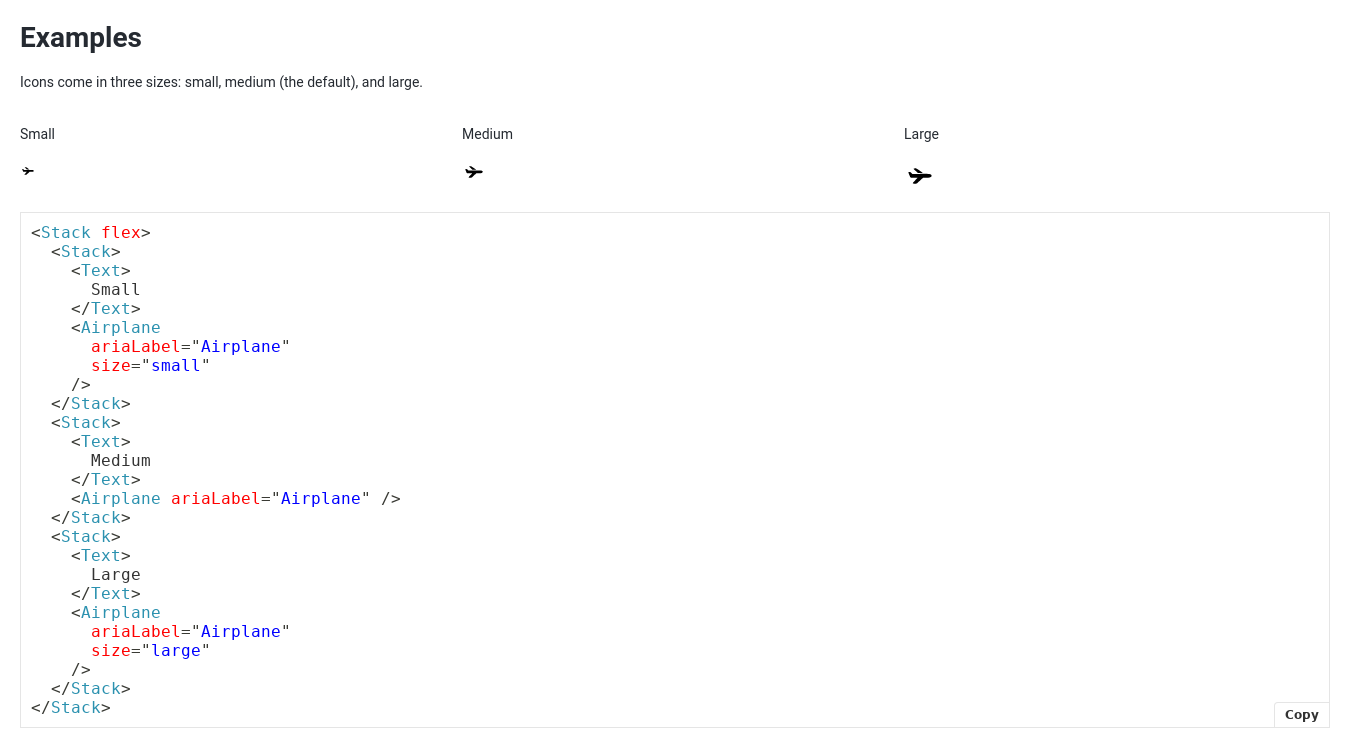 Examples
Icons come in three sizes: small, medium (the default), and large.
Small Medium Large
<Stack flex>
  <Stack>
    <Text>
      Small
    </Text>
    <Airplane
      ariaLabel="Airplane"
      size="small"
    />
  </Stack>
  <Stack>
    <Text>
      Medium
    </Text>
    <Airplane ariaLabel="Airplane" />
  </Stack>
  <Stack>
    <Text>
      Large
    </Text>
    <Airplane
      ariaLabel="Airplane"
      size="large"
    />
  </Stack>
</Stack>
Copy